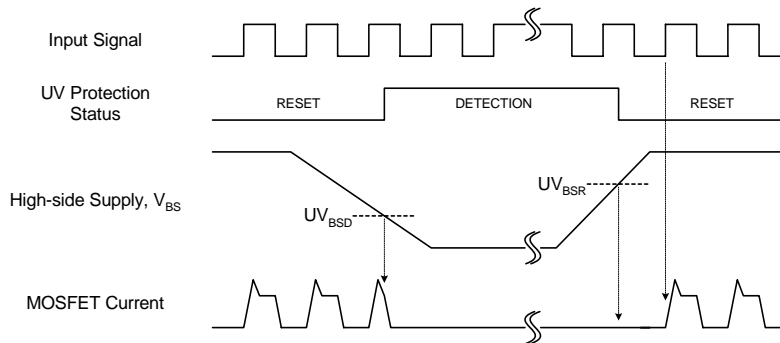 Input Signal
UV Protection
Status
RESET
DETECTION
RESET
High-side Supply, VBS
UVBSD
UVBSR
MOSFET Current